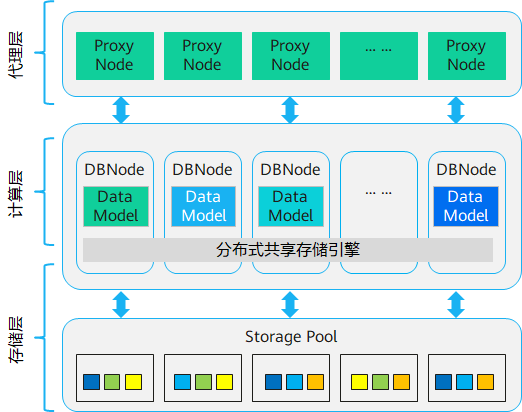 代理层
Proxy
Node
Proxy
Node
Proxy
Node
... ...
Proxy
Node
计算层
DBNode
Data
Model
DBNode
Data
Model
DBNode
Data
Model
... ...
DBNode
Data
Model
分布式共享存储引擎
存储层
Storage Pool